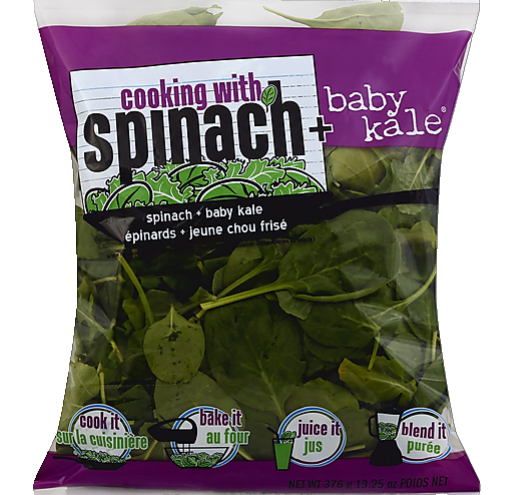 cooking with
spinach +
baby
kale®
spinach + baby kale
épinards + jeune chou frisé
cook it
sur la cuisinière
bake it
au four
juice it
jus
blend it
purée
NET WT 376 g 13.25 oz POIDS NET